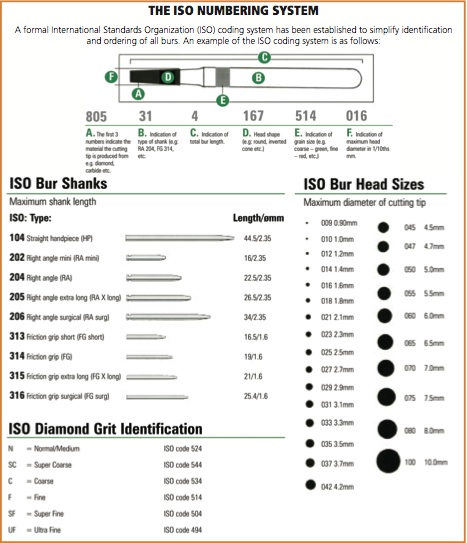 THE ISO NUMBERING SYSTEM
A formal International Standards Organization (ISO) coding system has been established to simplify identification
and ordering of all burs. An example of the ISO coding system is as follows:
C
F
D
B
A
E
805
31
4
167
514
016
A. The first 3
numbers indicate the
material the cutting
tip is produced from
e.g. diamond,
carbide etc.
B. Indication of
type of shank (e.g:
RA 204, FG 314,
etc.
C. Indication of
total bur length.
D. Head shape
(e.g: round, inverted
cone etc.)
E. Indication of
grain size (e.g.
coarse – green, fine
– red, etc.)
F. Indication of
maximum head
diameter in 1/10ths
mm.
ISO Bur Shanks
Maximum shank length
ISO: Type:
Length/ømm
104 Straight handpiece (HP)
44.5/2.35
202 Right angle mini (RA mini)
16/2.35
204 Right angle (RA)
22.5/2.35
205 Right angle extra long (RA X long)
26.5/2.35
206 Right angle surgical (RA surg)
34/2.35
313 Friction grip short (FG short)
16.5/1.6
314 Friction grip (FG)
19/1.6
315 Friction grip extra long (FG X long)
21/1.6
316 Friction grip surgical (FG surg)
25.4/1.6
ISO Bur Head Sizes
Maximum diameter of cutting tip
009 0.90mm
010 1.0mm
012 1.2mm
014 1.4mm
016 1.6mm
018 1.8mm
021 2.1mm
023 2.3mm
025 2.5mm
027 2.7mm
029 2.9mm
031 3.1mm
033 3.3mm
035 3.5mm
037 3.7mm
042 4.2mm
045 4.5mm
047 4.7mm
050 5.0mm
055 5.5mm
060 6.0mm
065 6.5mm
070 7.0mm
075 7.5mm
080 8.0mm
100 10.0mm
ISO Diamond Grit Identification
N = Normal/Medium ISO code 524
SC = Super Coarse ISO code 544
C = Coarse ISO code 534
F = Fine ISO code 514
SF = Super Fine ISO code 504
UF = Ultra Fine ISO code 494